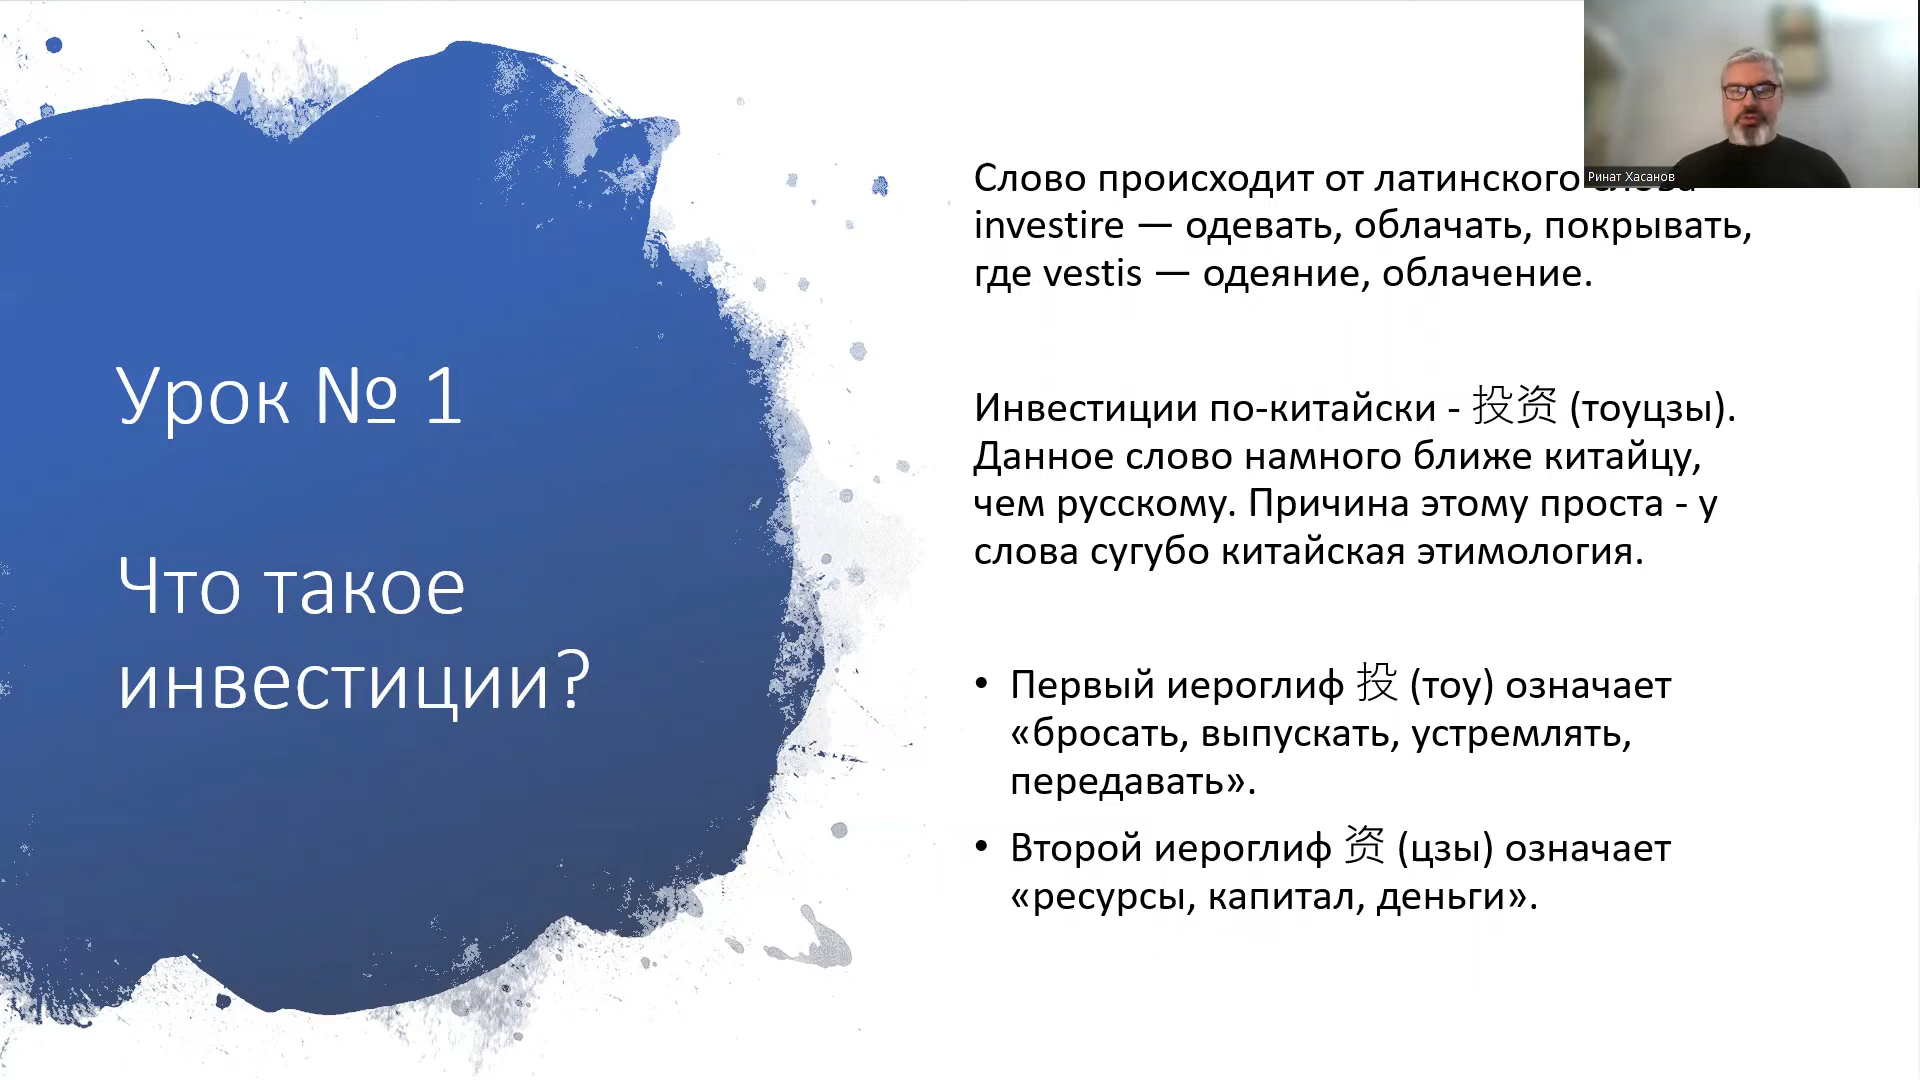 Урок № 1
Что такое
инвестиции?
Слово происходит от латинского слова
investire — одевать, облачать, покрывать,
где vestis — одеяние, облачение.
Инвестиции по-китайски - 投资 (тоуцзы).
Данное слово намного ближе китайцу,
чем русскому. Причина этому проста - у
слова сугубо китайская этимология.
• Первый иероглиф 投 (тоу) означает
«бросать, выпускать, устремлять,
передавать».
• Второй иероглиф 资 (цзы) означает
«ресурсы, капитал, деньги».
Ринат Хасанов